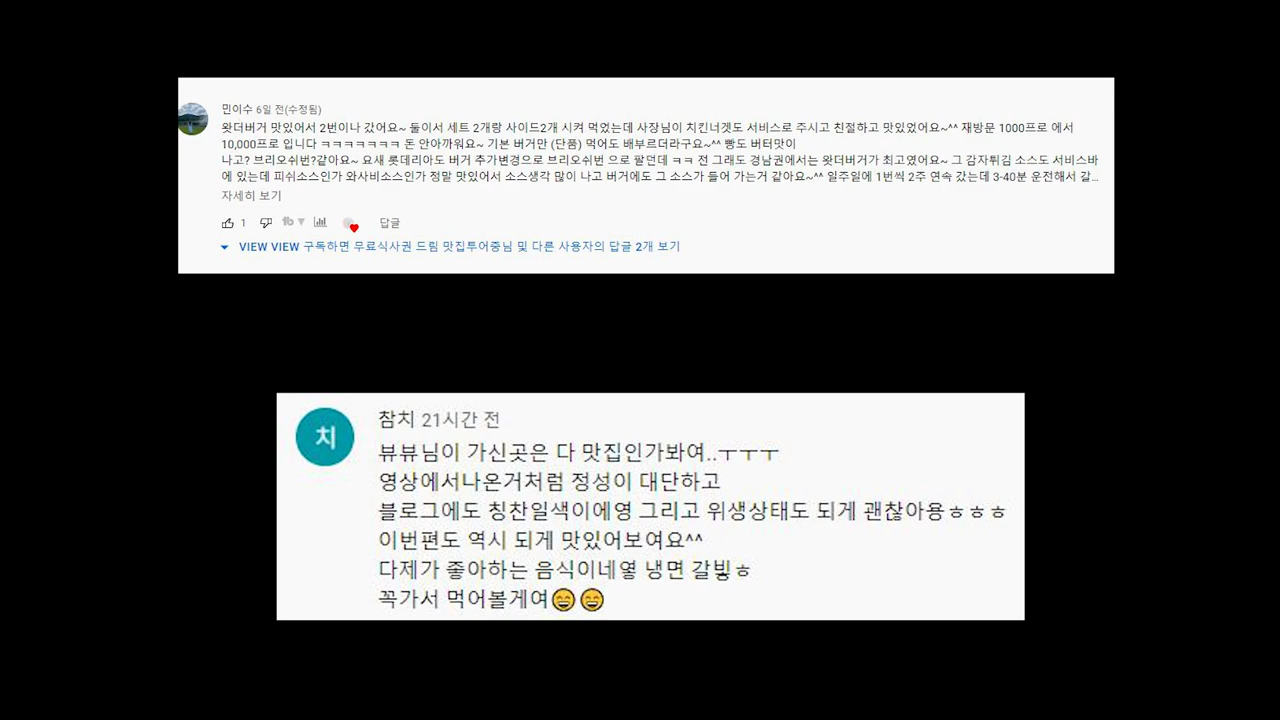 민이수 6일 전(수정됨)
왓더버거 맛있어서 2번이나 갔어요~ 둘이서 세트 2개랑 사이드2개 시켜 먹었는데 사장님이 치킨너겟도 서비스로 주시고 친절하고 맛있었어요~^^ 재방문 1000프로 에서
10,000프로 입니다 ㅋㅋㅋㅋㅋㅋㅋ 돈 안아까워요~ 기본 버거만 (단품) 먹어도 배부르더라구요~^^ 빵도 버터맛이
나고? 브리오쉬번?같아요~ 요새 롯데리아도 버거 추가변경으로 브리오쉬번 으로 팔던데 ㅋㅋ 전 그래도 경남권에서는 왓더버거가 최고였어요~ 그 감자튀김 소스도 서비스바
에 있는데 피쉬소스인가 와사비소스인가 정말 맛있어서 소스생각 많이 나고 버거에도 그 소스가 들어 가는거 같아요~^^ 일주일에 1번씩 2주 연속 갔는데 3-40분 운전해서 갈...
자세히 보기
1 답글
VIEW VIEW 구독하면 무료식사권 드림 맛집투어중님 및 다른 사용자의 답글 2개 보기
치
참치 21시간 전
뷰뷰님이 가신곳은 다 맛집인가봐여..ㅜㅜㅜ
영상에서나온거처럼 정성이 대단하고
블로그에도 칭찬일색이에영 그리고 위생상태도 되게 괜찮아용ㅎㅎㅎ
이번편도 역시 되게 맛있어보여요^^
다제가 좋아하는 음식이네옇 냉면 갈빟ㅎ
꼭가서 먹어볼게여😄😄